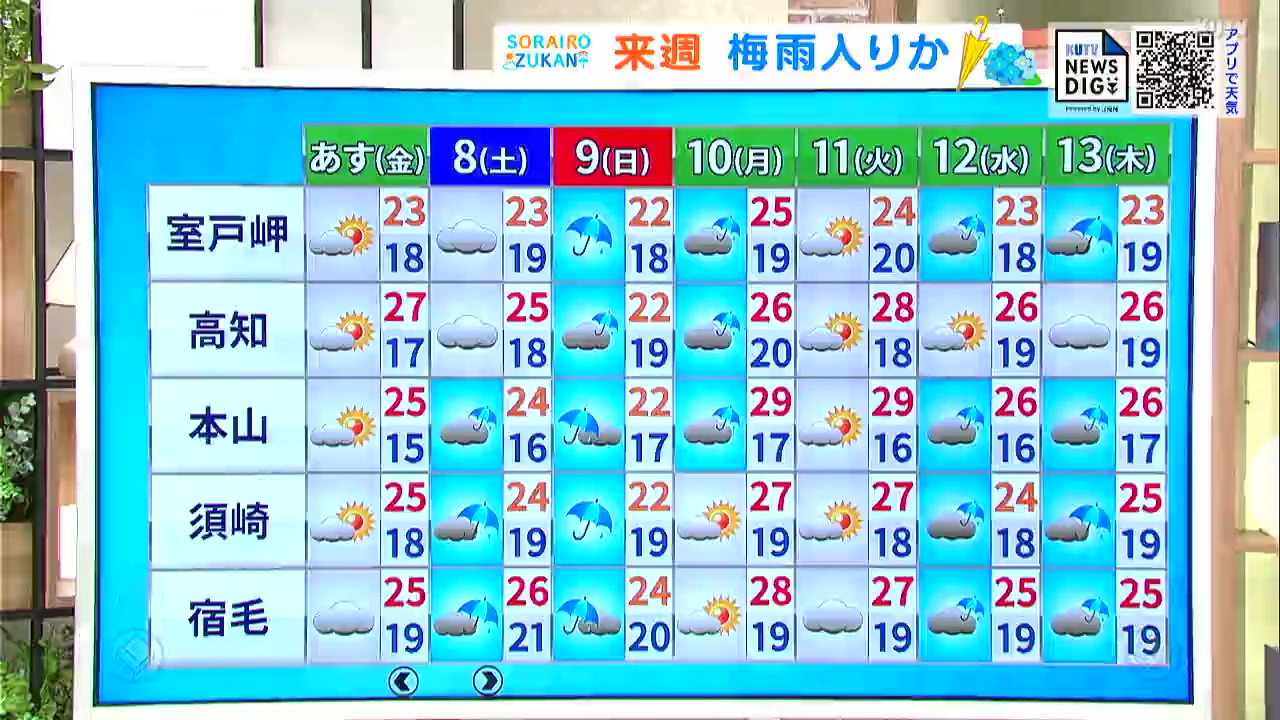 SORAIRO ZUKAN 来週 梅雨入りか
KUTV NEWS DIG
Powered by JNN
アプリで天気
あす(金) 8(土) 9(日) 10(月) 11(火) 12(水) 13(木)
室戸岬 23 18 23 19 22 18 25 19 24 20 23 18 23 19
高知 27 17 25 18 22 19 26 20 28 18 26 19 26 19
本山 25 15 24 16 22 17 29 17 29 16 26 16 26 17
須崎 25 18 24 19 22 19 27 19 27 18 24 18 25 19
宿毛 25 19 26 21 24 20 28 19 27 19 25 19 25 19